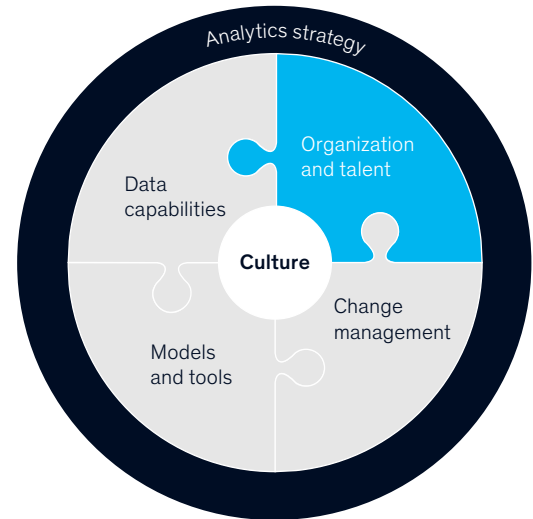 Analytics strategy
Organization
and talent
Data
capabilities
Culture
Change
management
Models
and tools